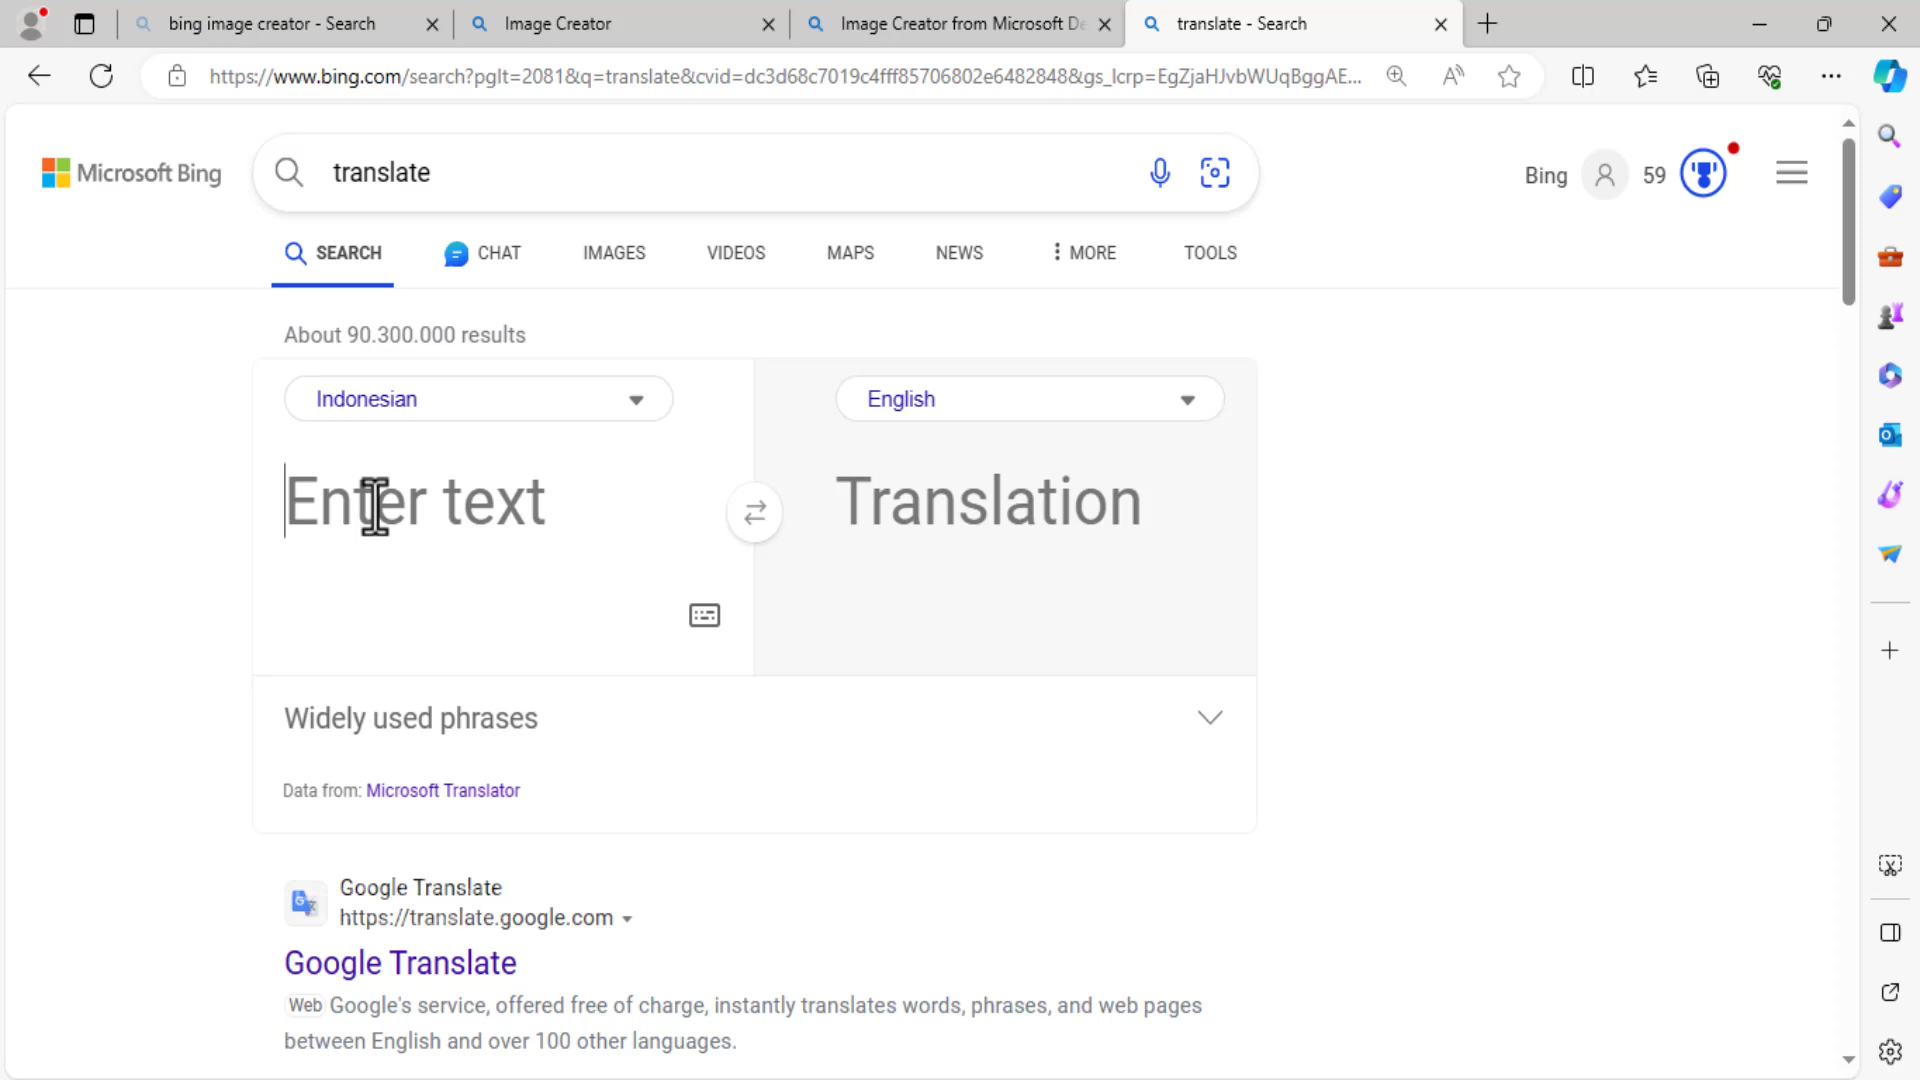 bing image creator - Search
Image Creator
Image Creator from Microsoft De
translate - Search
https://www.bing.com/search?pglt=2081&q=translate&cvid=dc3d68c7019c4fff85706802e6482848&gs_lcrp=EgZjaHJvbWUqBggAE...
Microsoft Bing
translate
Bing
59
SEARCH
CHAT
IMAGES
VIDEOS
MAPS
NEWS
MORE
TOOLS
About 90.300.000 results
Indonesian
English
Enter text
Translation
Widely used phrases
Data from: Microsoft Translator
Google Translate
https://translate.google.com
Google Translate
Web Google's service, offered free of charge, instantly translates words, phrases, and web pages
between English and over 100 other languages.